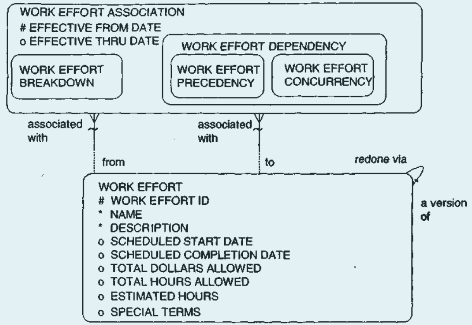 WORK EFFORT ASSOCIATION
# EFFECTIVE FROM DATE
o EFFECTIVE THRU DATE
WORK EFFORT DEPENDENCY
WORK EFFORT
BREAKDOWN
WORK EFFORT
PRECEDENCY
WORK EFFORT
CONCURRENCY
associated
with
associated
with
from
to
redone via
a version
of
WORK EFFORT
# WORK EFFORT ID
* NAME
* DESCRIPTION
o SCHEDULED START DATE
o SCHEDULED COMPLETION DATE
o TOTAL DOLLARS ALLOWED
o TOTAL HOURS ALLOWED
o ESTIMATED HOURS
o SPECIAL TERMS